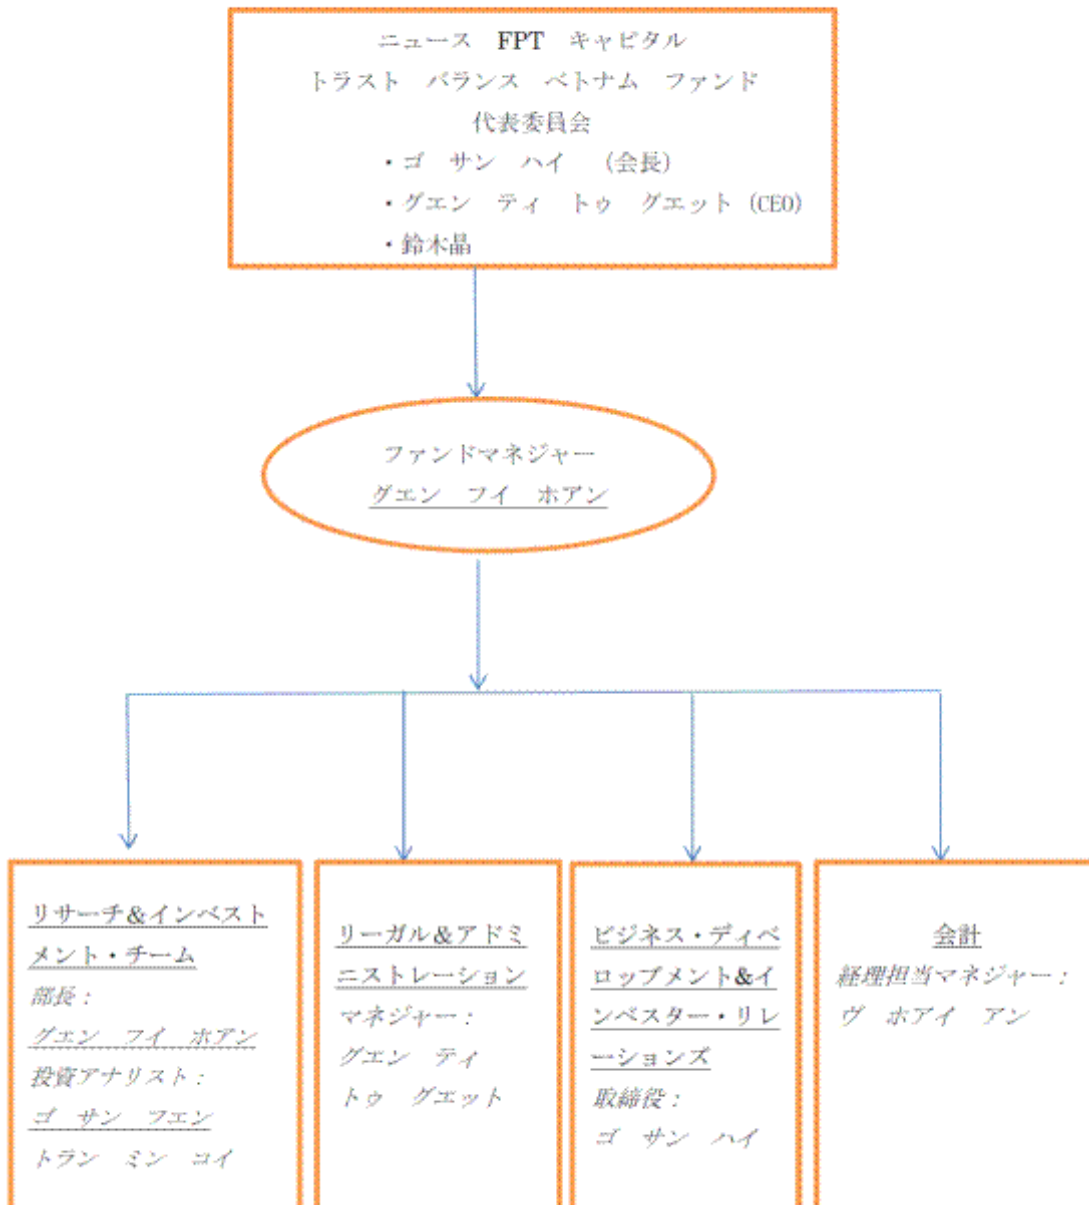 ニュース　FPT　キャピタル
トラスト　バランス　ベトナム　ファンド
代表委員会
・ゴ　サン　ハイ　（会長）
・グエン　ティ　トゥ　グエット（CEO）
・鈴木晶
ファンドマネジャー
グエン　フイ　ホアン
リサーチ&インベスト
メント・チーム
部長：
グエン　フイ　ホアン
投資アナリスト：
ゴ　サン　フエン
トラン　ミン　コイ
リーガル&アドミ
ニストレーション
マネジャー：
グエン　ティ
トゥ　グエット
ビジネス・ディベ
ロップメント&イ
ンベスター・リレ
ーションズ
取締役：
ゴ　サン　ハイ
会計
経理担当マネジャー：
ヴ　ホアイ　アン